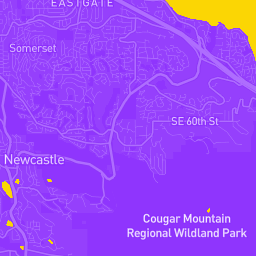 EASTGATE
Somerset
SE 60th St
Newcastle
Cougar Mountain
Regional Wildland Park